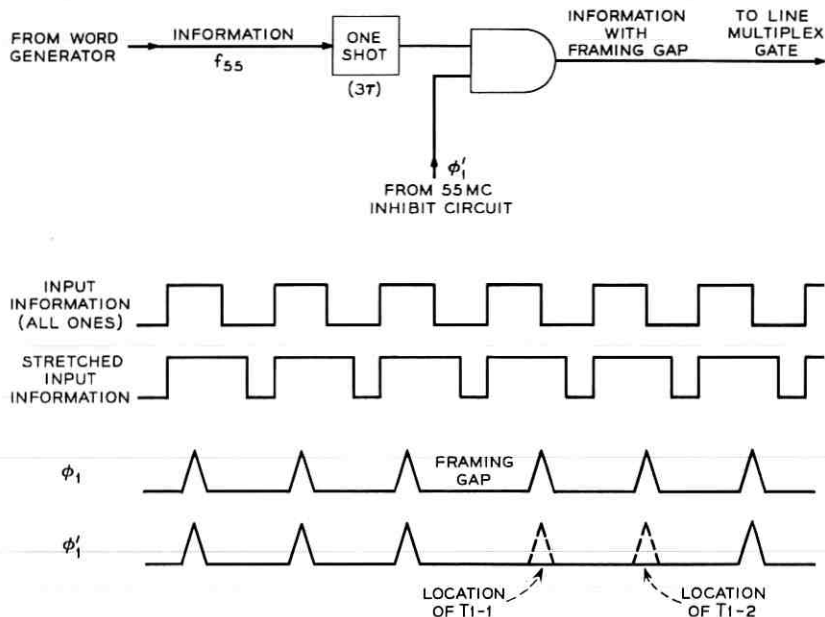 FROM WORD
GENERATOR
INFORMATION
f55
ONE
SHOT
(3τ)
INFORMATION
WITH
FRAMING GAP
TO LINE
MULTIPLEX
GATE
ϕ′1
FROM 55 MC
INHIBIT CIRCUIT
INPUT
INFORMATION
(ALL ONES)
STRETCHED
INPUT
INFORMATION
ϕ1
FRAMING
GAP
ϕ′1
LOCATION
OF T1-1
LOCATION
OF T1-2